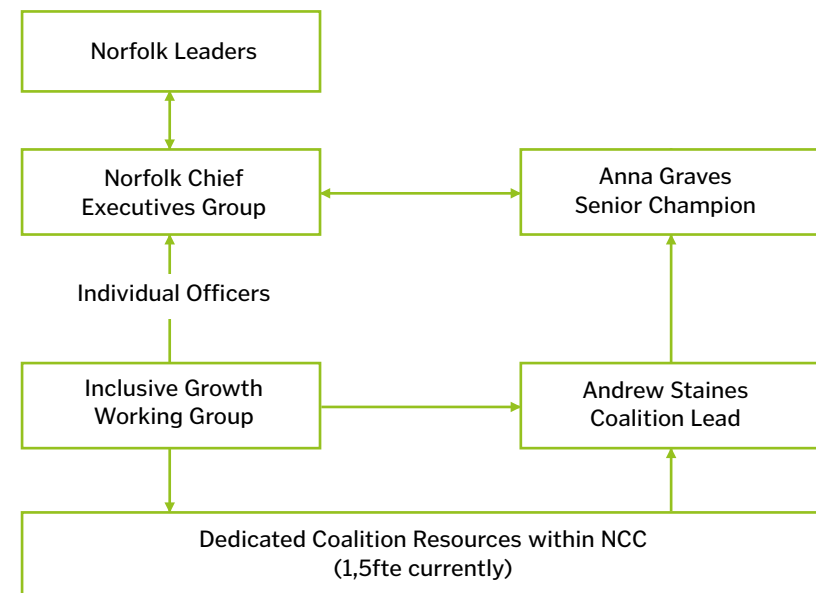 Norfolk Leaders
Norfolk Chief
Executives Group
Anna Graves
Senior Champion
Individual Officers
Inclusive Growth
Working Group
Andrew Staines
Coalition Lead
Dedicated Coalition Resources within NCC
(1,5fte currently)